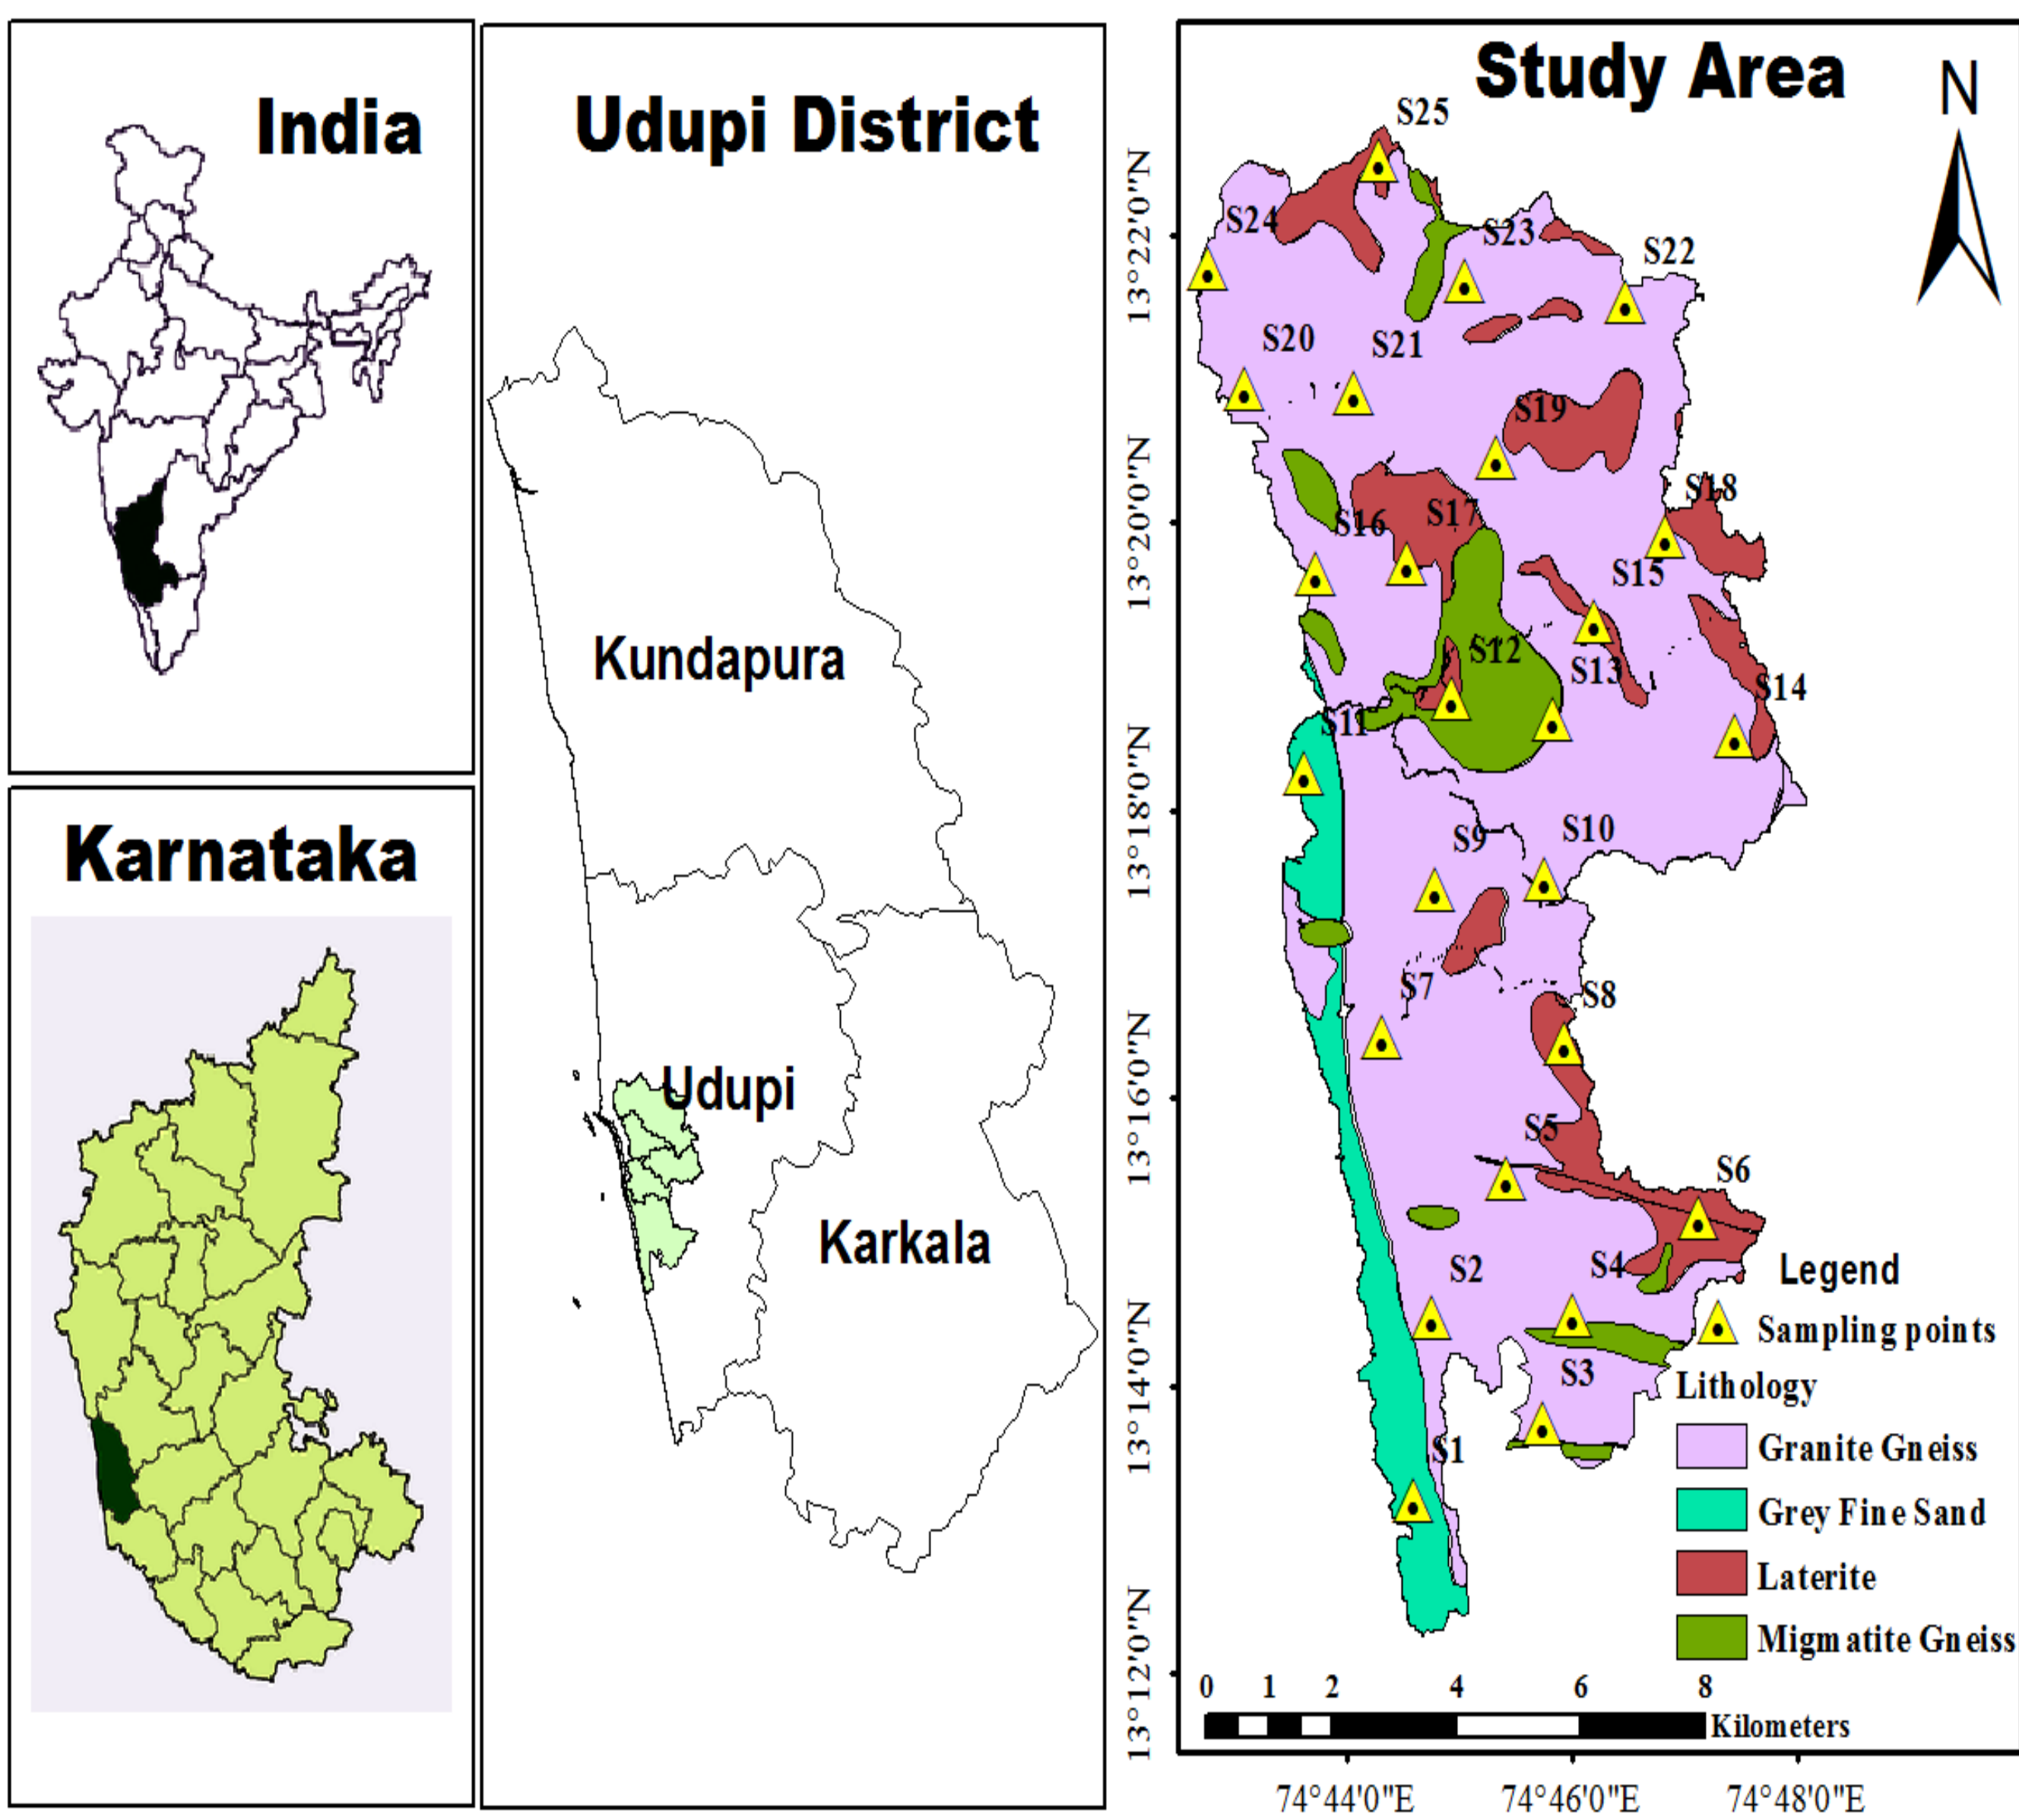 India
Karnataka
Udupi District
Kundapura
Udupi
Karkala
Study Area
N
S25
S24
S23
S22
S20
S21
S19
S18
S16
S17
S15
S12
S13
S14
S11
S9
S10
S7
S8
S5
S6
S2
S4
S3
S1
13°22'0"N
13°20'0"N
13°18'0"N
13°16'0"N
13°14'0"N
13°12'0"N
Legend
Sampling points
Lithology
Granite Gneiss
Grey Fine Sand
Laterite
Migmatite Gneiss
0 1 2 4 6 8
Kilometers
74°44'0"E 74°46'0"E 74°48'0"E